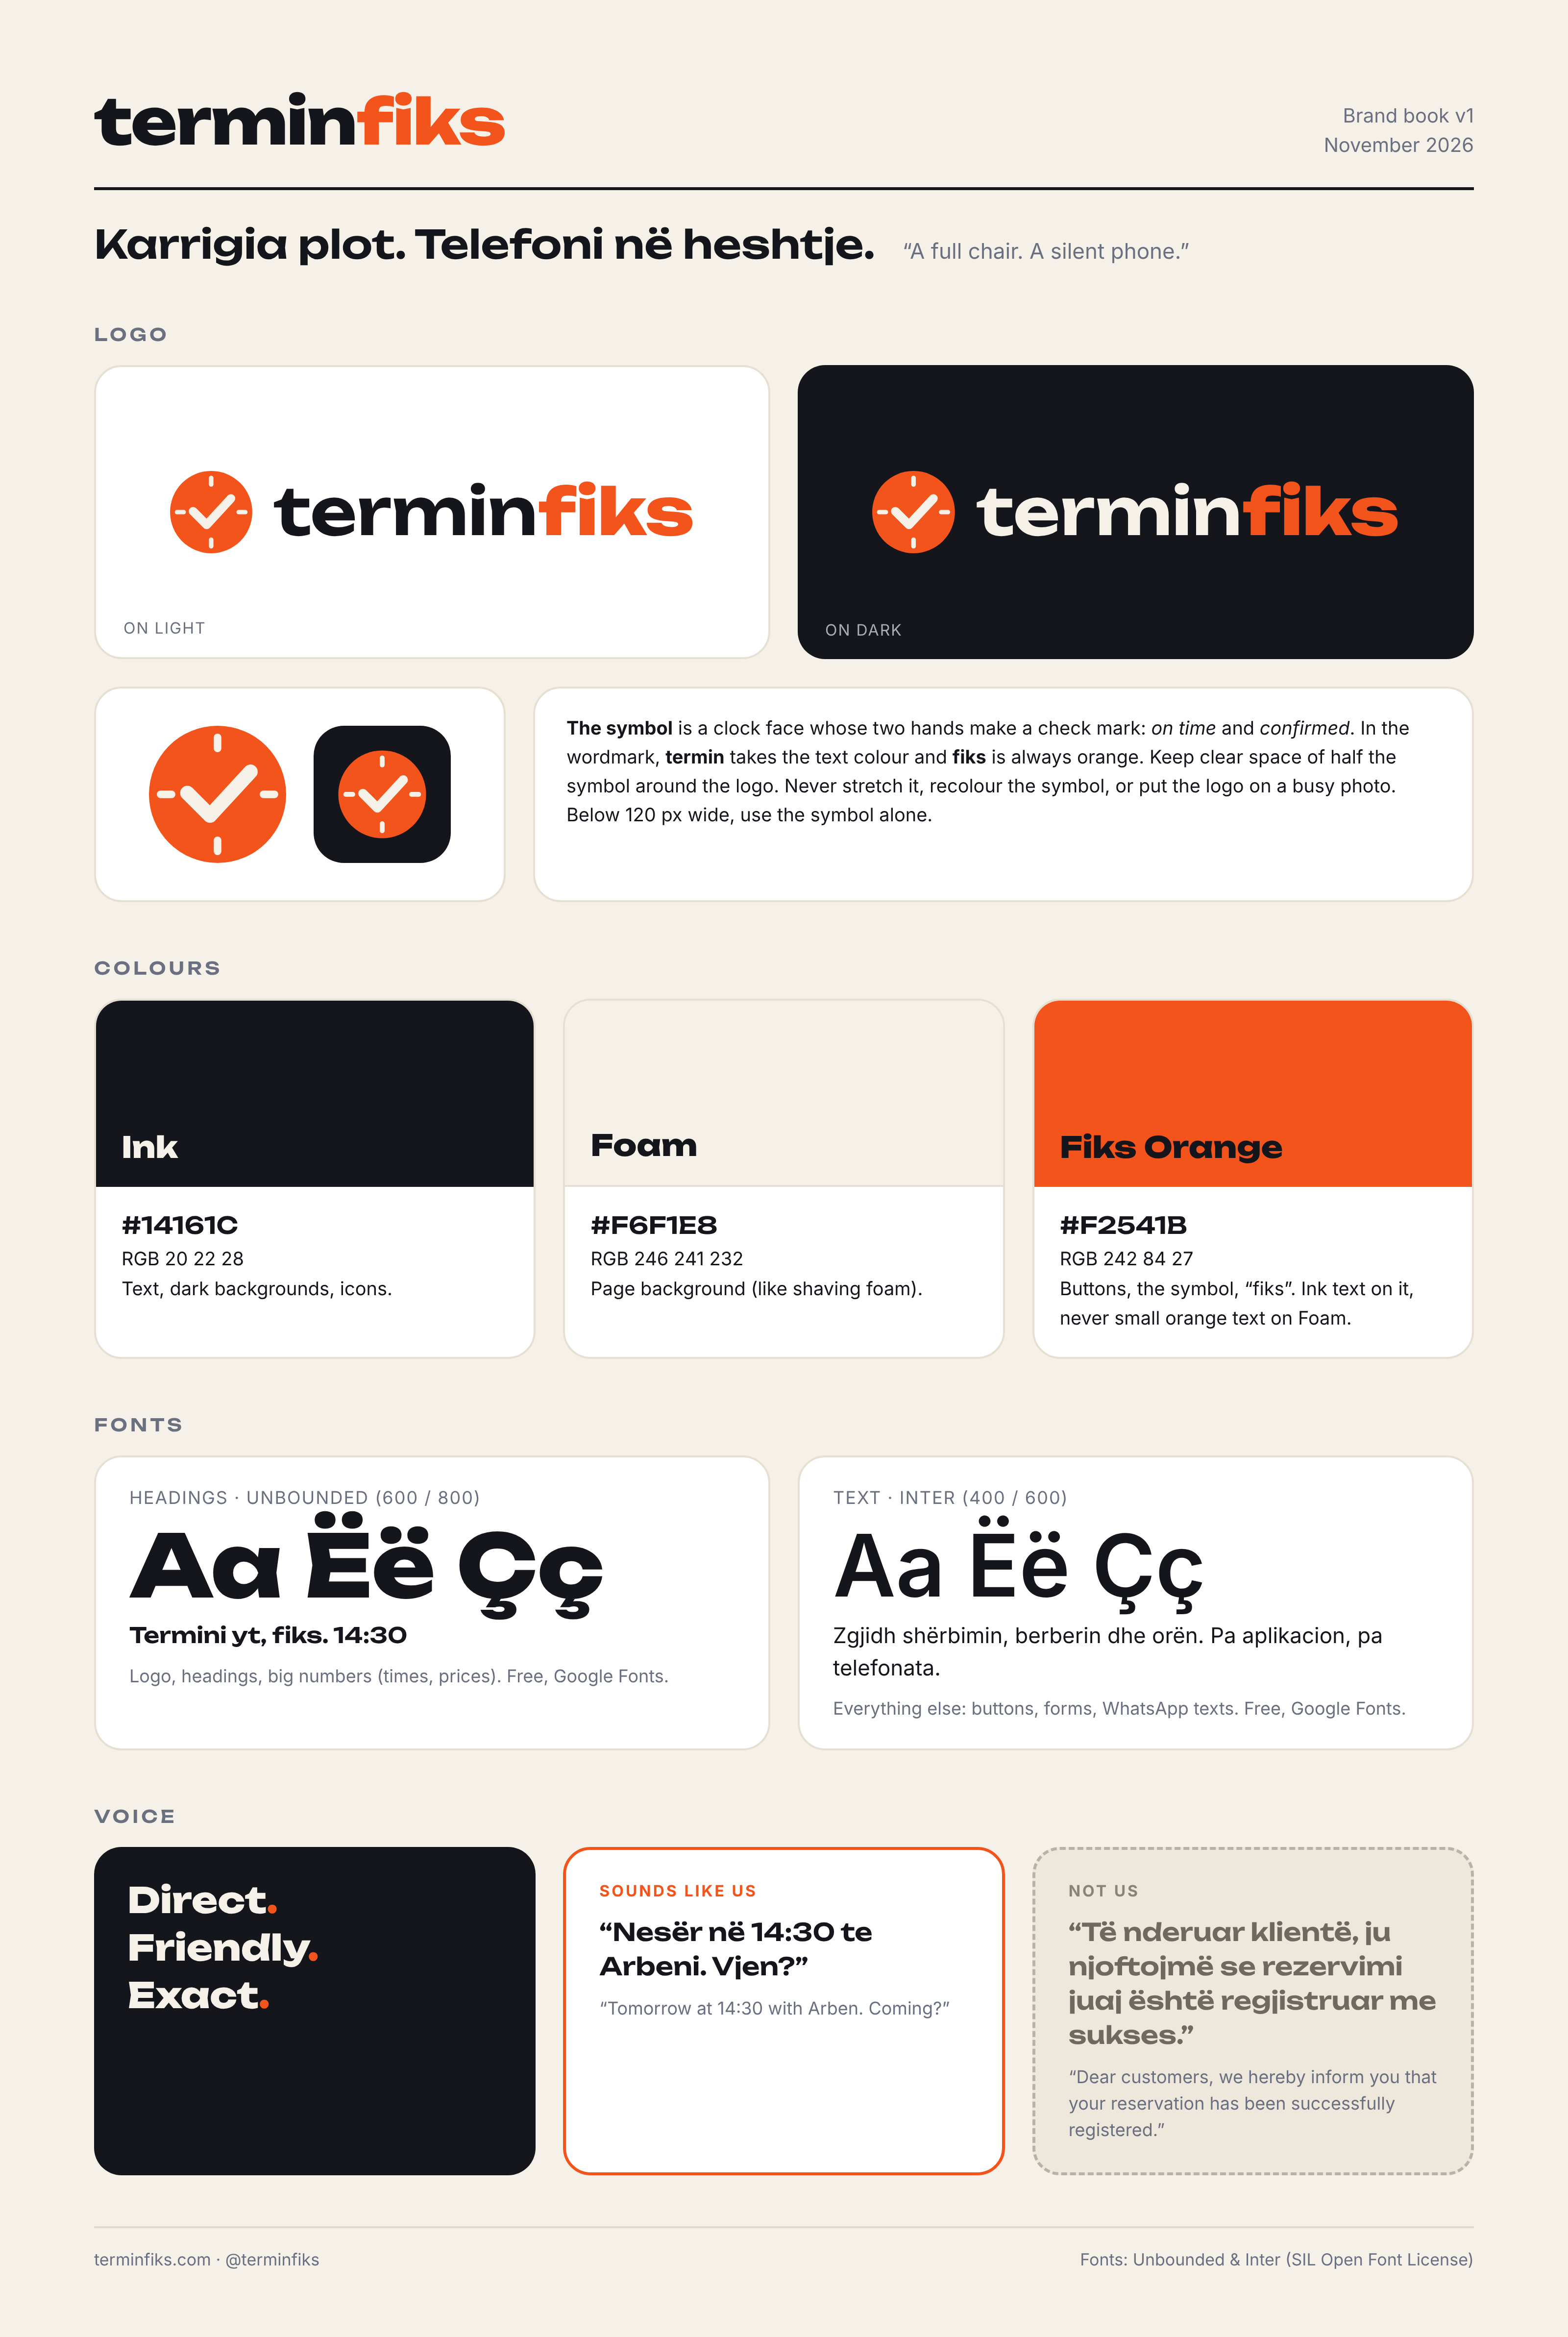 terminfiks
Brand book v1
November 2026
Karrigia plot. Telefoni në heshtje.
“A full chair. A silent phone.”
LOGO
terminfiks
ON LIGHT
terminfiks
ON DARK
The symbol is a clock face whose two hands make a check mark: on time and confirmed. In the
wordmark, termin takes the text colour and fiks is always orange. Keep clear space of half the
symbol around the logo. Never stretch it, recolour the symbol, or put the logo on a busy photo.
Below 120 px wide, use the symbol alone.
COLOURS
Ink
#14161C
RGB 20 22 28
Text, dark backgrounds, icons.
Foam
#F6F1E8
RGB 246 241 232
Page background (like shaving foam).
Fiks Orange
#F2541B
RGB 242 84 27
Buttons, the symbol, “fiks”. Ink text on it,
never small orange text on Foam.
FONTS
HEADINGS · UNBOUNDED (600 / 800)
Aa Ëë Çç
Termini yt, fiks. 14:30
Logo, headings, big numbers (times, prices). Free, Google Fonts.
TEXT · INTER (400 / 600)
Aa Ëë Çç
Zgjidh shërbimin, berberin dhe orën. Pa aplikacion, pa
telefonata.
Everything else: buttons, forms, WhatsApp texts. Free, Google Fonts.
VOICE
Direct.
Friendly.
Exact.
SOUNDS LIKE US
“Nesër në 14:30 te
Arbeni. Vjen?”
“Tomorrow at 14:30 with Arben. Coming?”
NOT US
“Të nderuar klientë, ju
njoftojmë se rezervimi
juaj është regjistruar me
sukses.”
“Dear customers, we hereby inform you that
your reservation has been successfully
registered.”
terminfiks.com · @terminfiks
Fonts: Unbounded & Inter (SIL Open Font License)